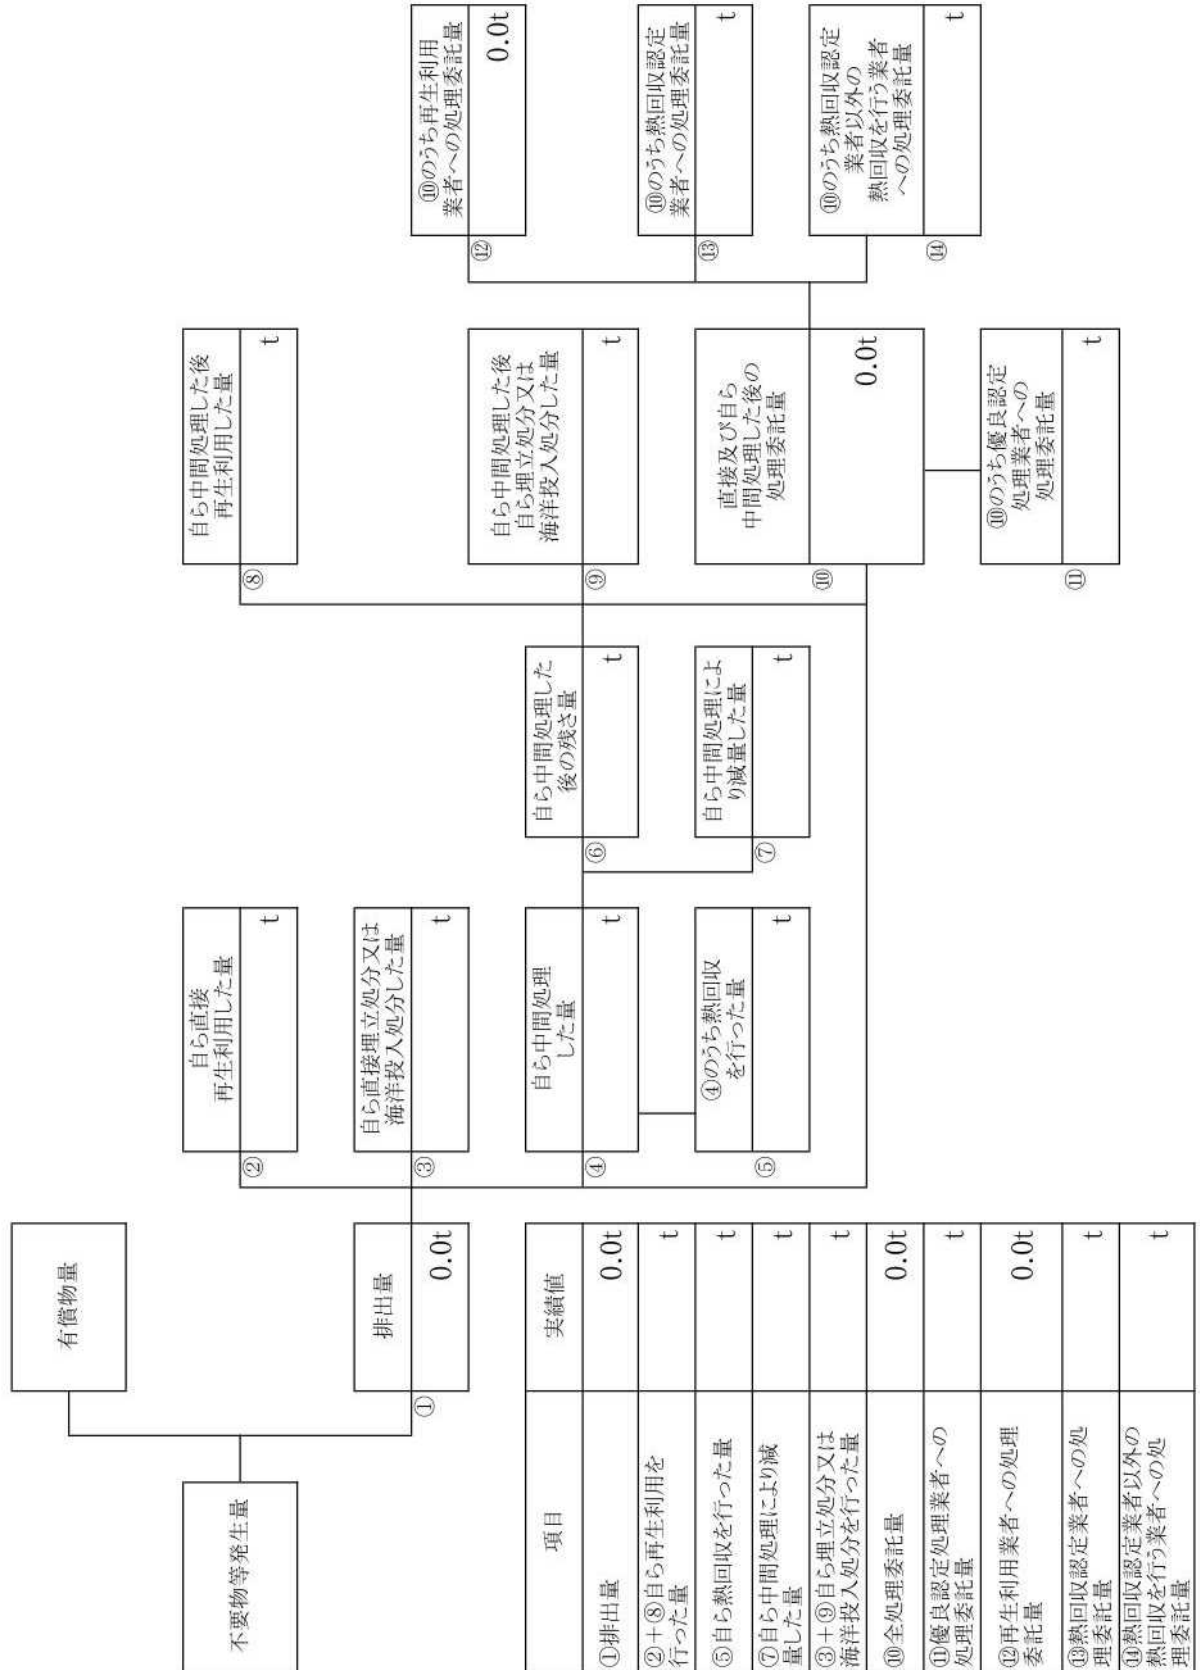 不要物等発生量
有償物量
①
排出量
0.0t
②
自ら直接
再生利用した量
t
③
自ら直接埋立処分又は
海洋投入処分した量
t
④
自ら中間処理
した量
t
⑤
④のうち熱回収
を行った量
t
⑥
自ら中間処理した
後の残さ量
t
⑦
自ら中間処理によ
り減量した量
t
⑧
自ら中間処理した後
再生利用した量
t
⑨
自ら中間処理した後
自ら埋立処分又は
海洋投入処分した量
t
⑩
直接及び自ら
中間処理した後の
処理委託量
0.0t
⑪
⑩のうち優良認定
処理業者への
処理委託量
t
⑫
⑩のうち再生利用
業者への処理委託量
0.0t
⑬
⑩のうち熱回収認定
業者への処理委託量
t
⑭
⑩のうち熱回収認定
業者以外の
熱回収を行う業者
への処理委託量
t
項目 実績値
①排出量 0.0t
②＋⑧自ら再生利用を
行った量 t
⑤自ら熱回収を行った量 t
⑦自ら中間処理により減
量した量 t
③＋⑨自ら埋立処分又は
海洋投入処分を行った量 t
⑩全処理委託量 0.0t
⑪優良認定処理業者への
処理委託量 t
⑫再生利用業者への処理
委託量 0.0t
⑬熱回収認定業者への処
理委託量 t
⑭熱回収認定業者以外の
熱回収を行う業者への処
理委託量 t